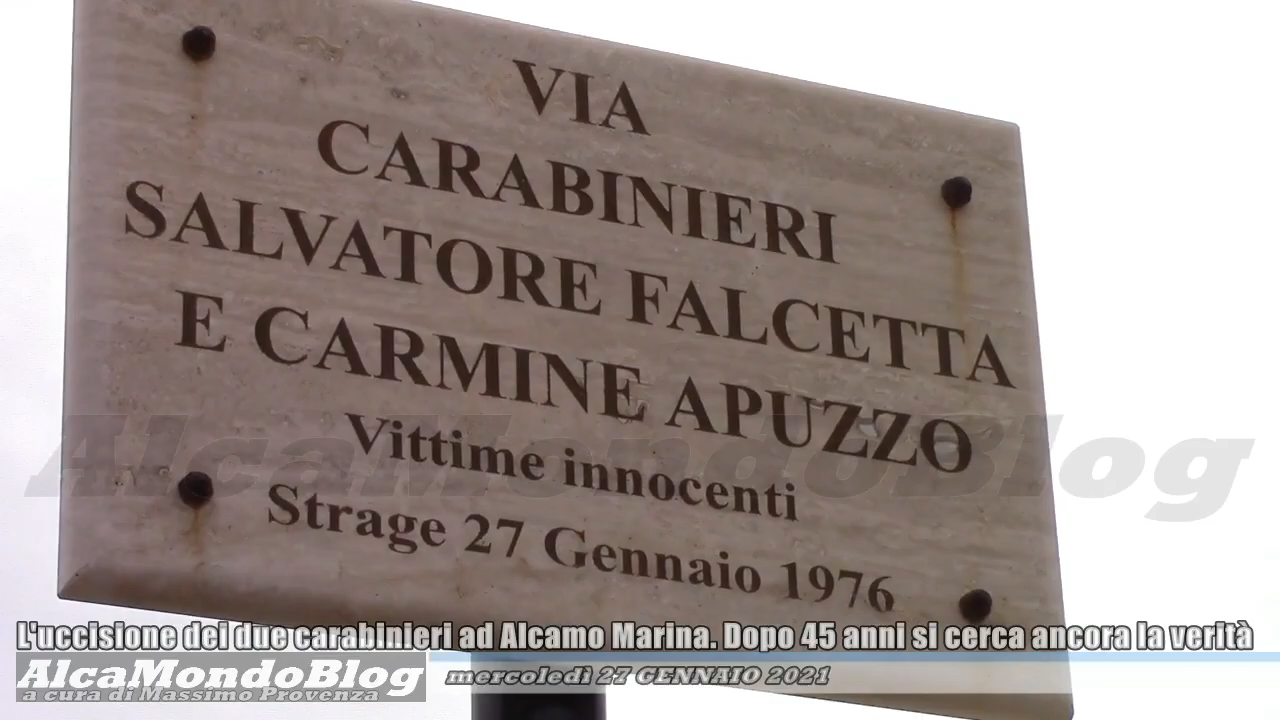 VIA
CARABINIERI
SALVATORE FALCETTA
E CARMINE APUZZO
Vittime innocenti
Strage 27 Gennaio 1976
AlcaMondoBlog
L'uccisione dei due carabinieri ad Alcamo Marina. Dopo 45 anni si cerca ancora la verità
AlcaMondoBlog
mercoledì 27 GENNAIO 2021
a cura di Massimo Provenza